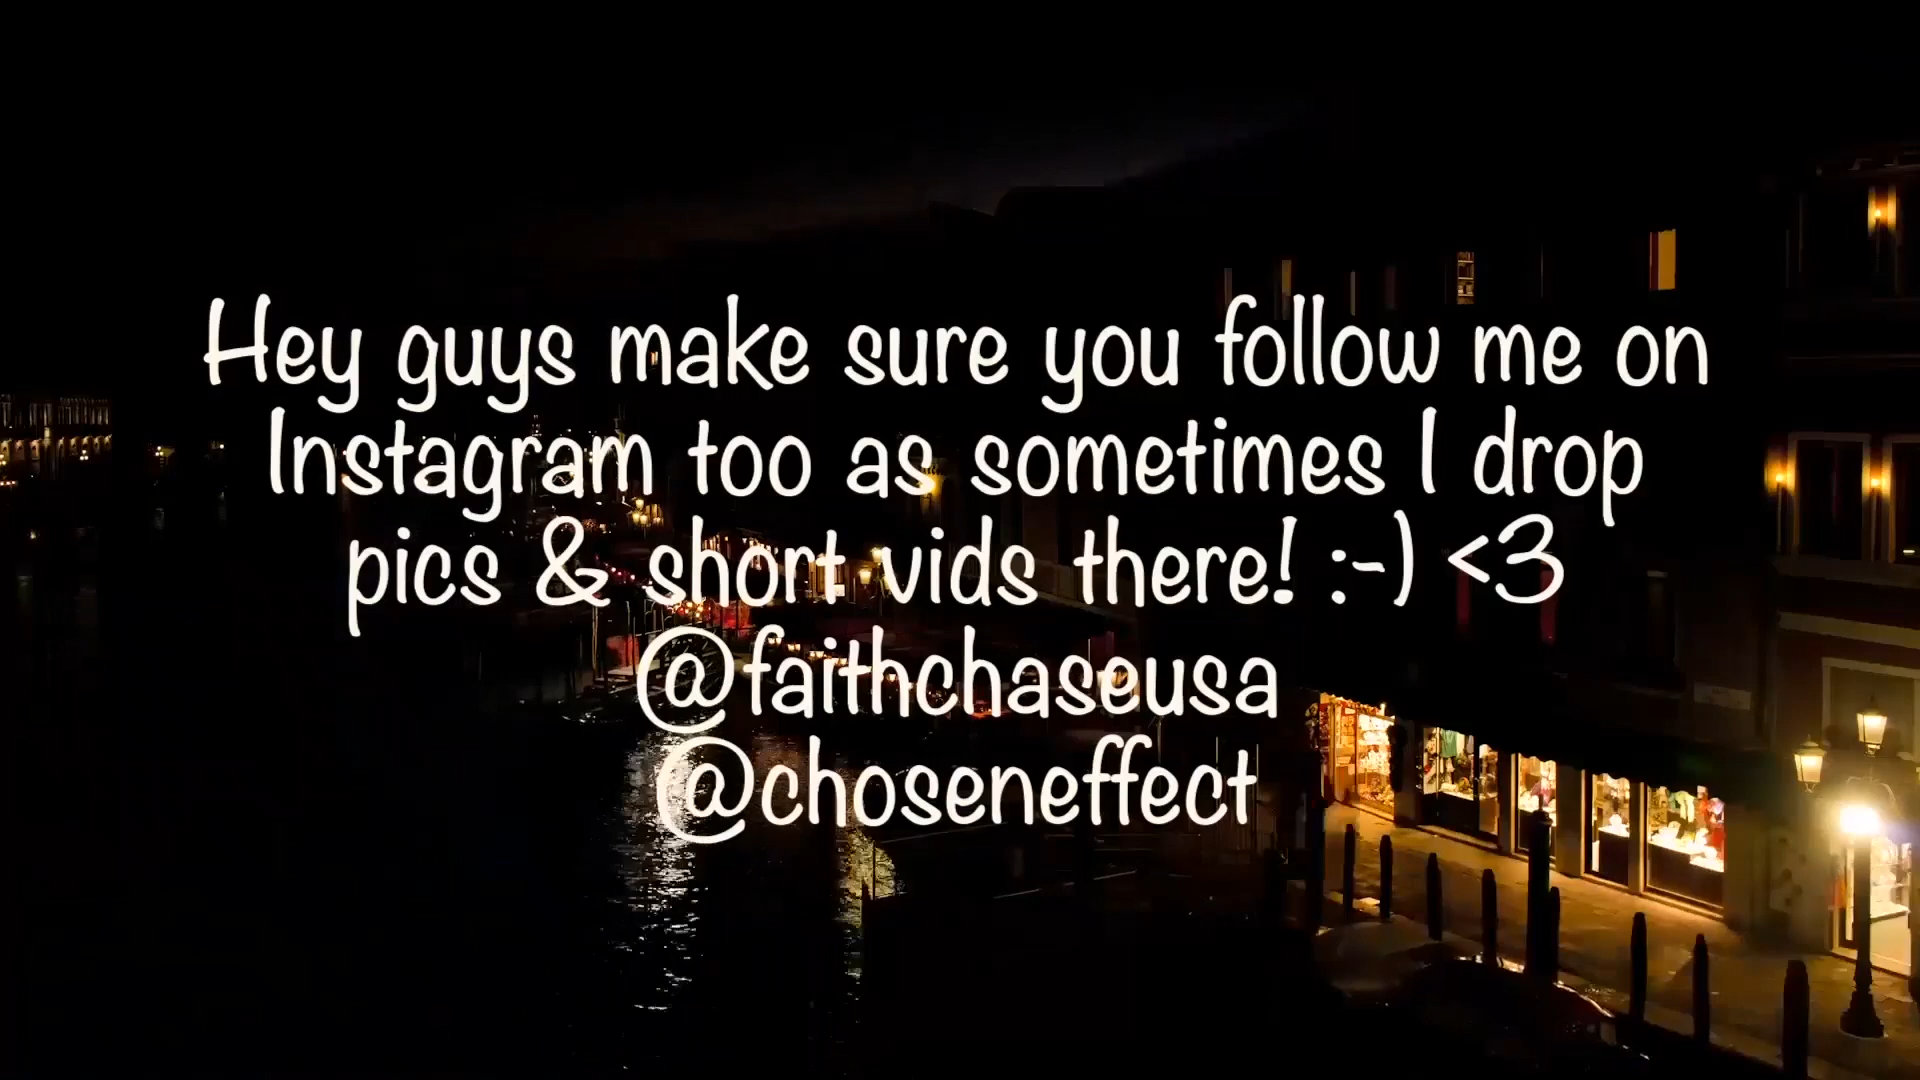 Hey guys make sure you follow me on
Instagram too as sometimes I drop
pics & short vids there! :-) <3
@faithchaseusa
@choseneffect